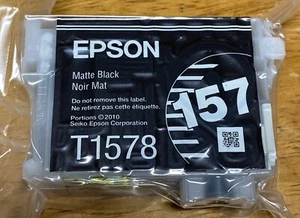 EPSON
Matte Black
Noir Mat
Do not remove this label.
Ne retirez pas cette étiquette.
Portions ©2010
Seiko Epson Corporation
T1578
157